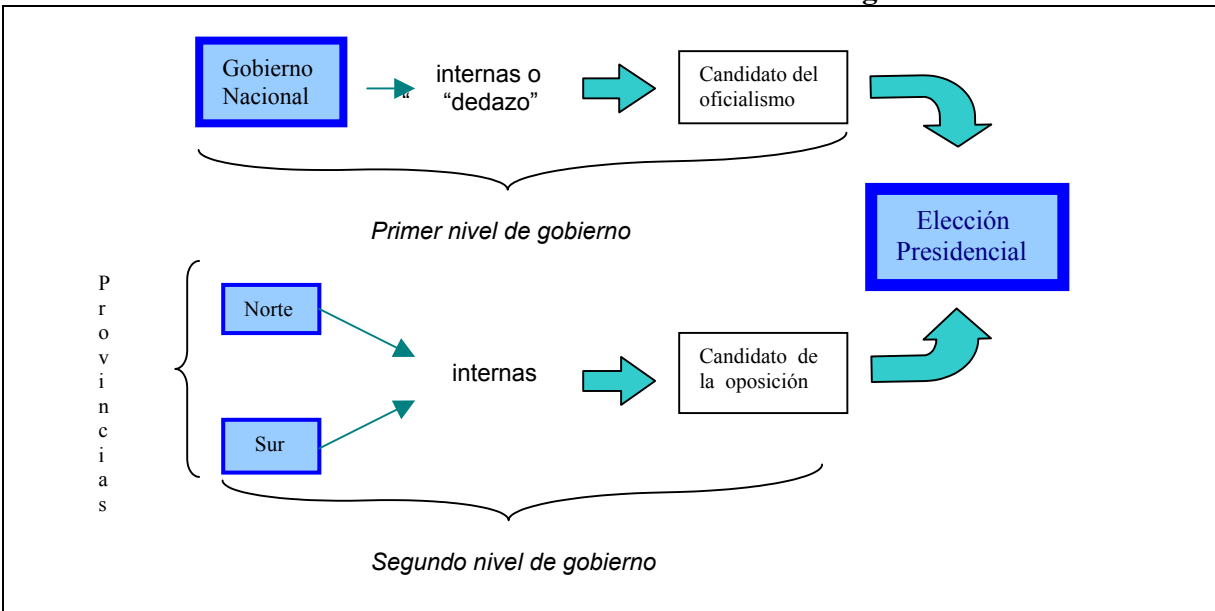 Gobierno
Nacional
“
internas o
“dedazo”
Candidato del
oficialismo
Elección
Presidencial
Primer nivel de gobierno
Provincias
Norte
Sur
internas
Candidato de
la oposición
Segundo nivel de gobierno